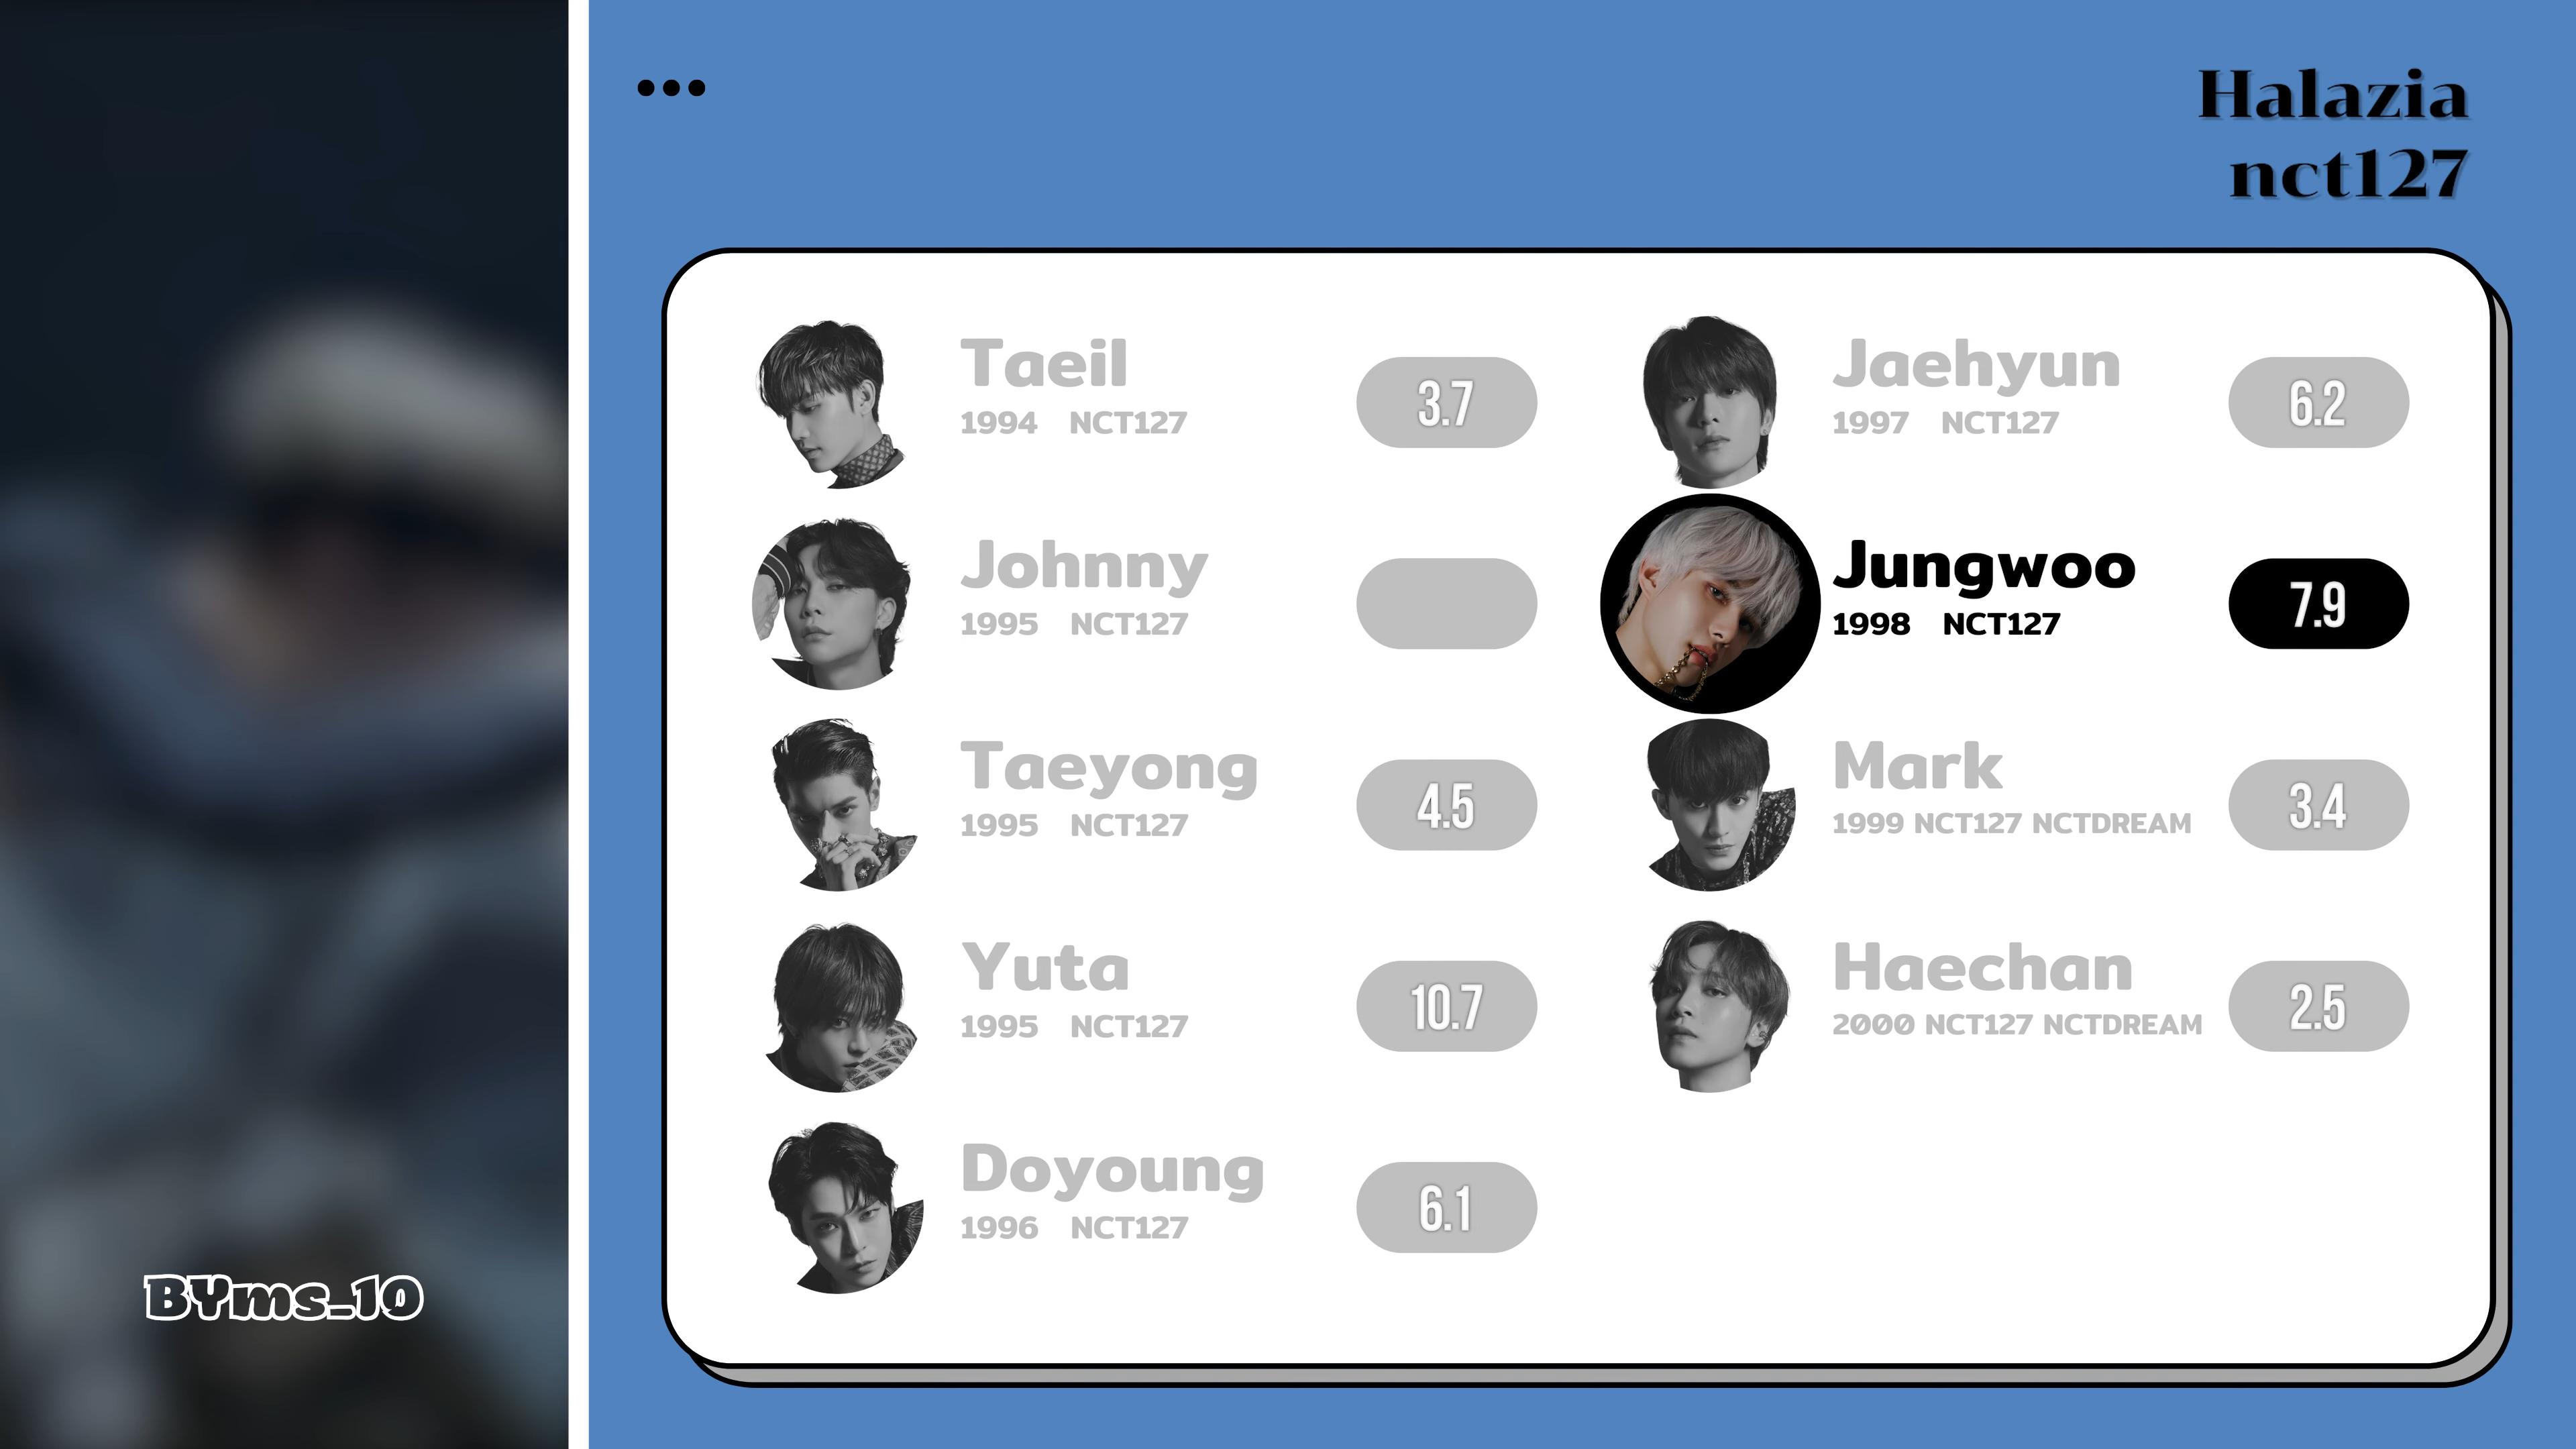 Halazia
nct127
Taeil
1994 NCT127
3.7
Johnny
1995 NCT127
Taeyong
1995 NCT127
4.5
Yuta
1995 NCT127
10.7
Doyoung
1996 NCT127
6.1
Jaehyun
1997 NCT127
6.2
Jungwoo
1998 NCT127
7.9
Mark
1999 NCT127 NCTDREAM
3.4
Haechan
2000 NCT127 NCTDREAM
2.5
BYms_10